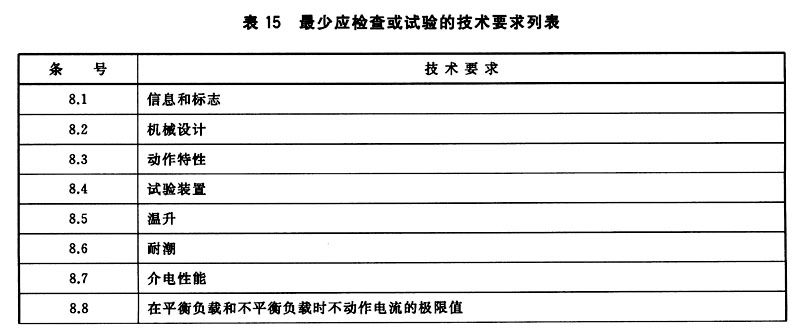 表 15 最少应检查或试验的技术要求列表
条 号 技 术 要 求
8.1 信息和标志
8.2 机械设计
8.3 动作特性
8.4 试验装置
8.5 温升
8.6 耐潮
8.7 介电性能
8.8 在平衡负载和不平衡负载时不动作电流的极限值